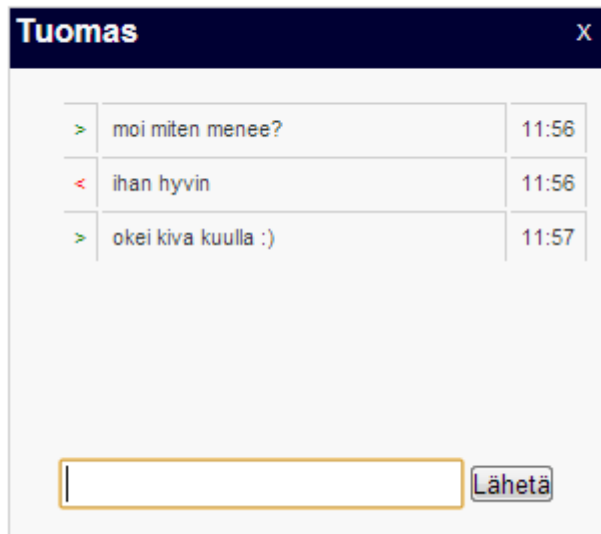 Tuomas x
> moi miten menee? 11:56
< ihan hyvin 11:56
> okei kiva kuulla :) 11:57
Lähetä